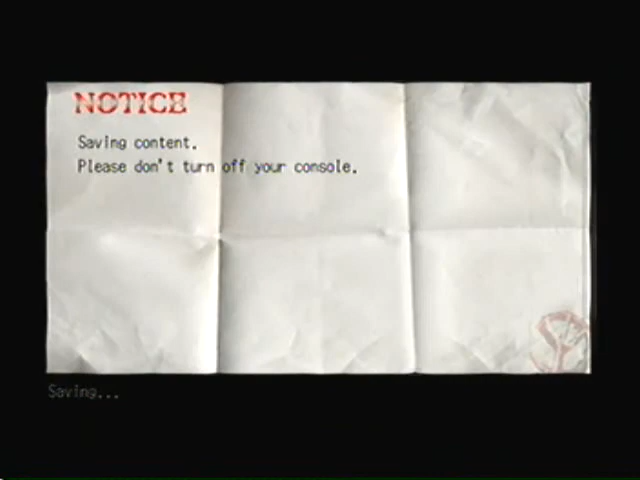 NOTICE
Saving content.
Please don't turn off your console.
Saving...